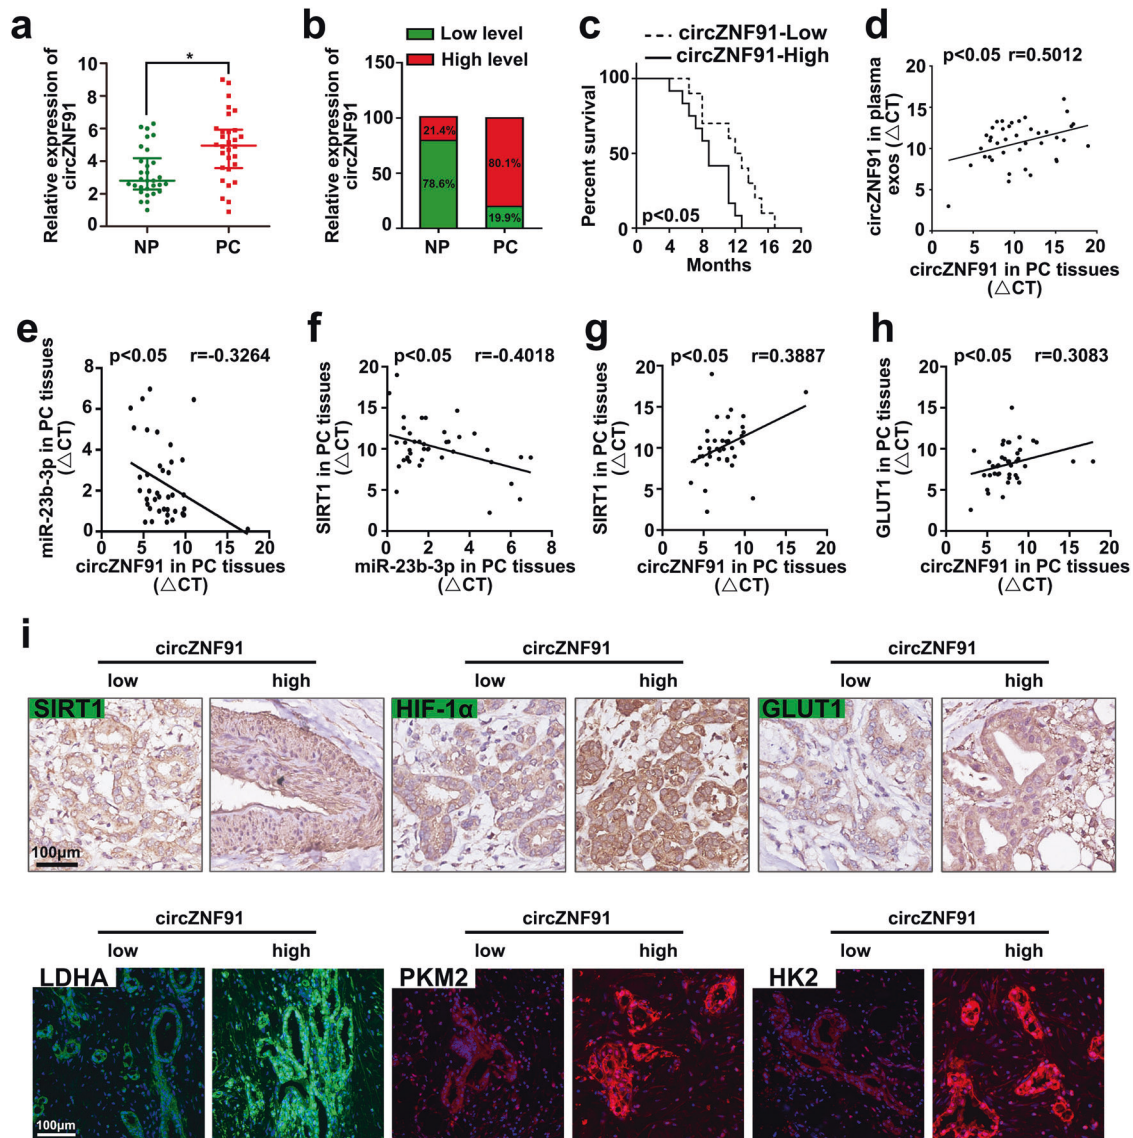 a
Relative expression of
circZNF91
10
8
6
4
2
0
*
NP
PC
b
Low level
High level
Relative expression of
circZNF91
150
100
50
0
21.4%
78.6%
80.1%
19.9%
NP
PC
c
circZNF91-Low
circZNF91-High
Percent survival
100
50
p<0.05
0
4
8
12
16
20
Months
d
p<0.05 r=0.5012
circZNF91 in plasma
exos (△CT)
20
15
10
5
0
0 5 10 15 20
circZNF91 in PC tissues
(△CT)
e
p<0.05 r=-0.3264
miR-23b-3p in PC tissues
(△CT)
8
6
4
2
0
0 5 10 15 20
circZNF91 in PC tissues
(△CT)
f
p<0.05 r=-0.4018
SIRT1 in PC tissues
(△CT)
20
15
10
5
0
0 2 4 6 8
miR-23b-3p in PC tissues
(△CT)
g
p<0.05 r=0.3887
SIRT1 in PC tissues
(△CT)
20
15
10
5
0
0 5 10 15 20
circZNF91 in PC tissues
(△CT)
h
p<0.05 r=0.3083
GLUT1 in PC tissues
(△CT)
20
15
10
5
0
0 5 10 15 20
circZNF91 in PC tissues
(△CT)
i
circZNF91 circZNF91 circZNF91
low high low high low high
SIRT1
HIF-1α
GLUT1
100μm
circZNF91 circZNF91 circZNF91
low high low high low high
LDHA
PKM2
HK2
100μm